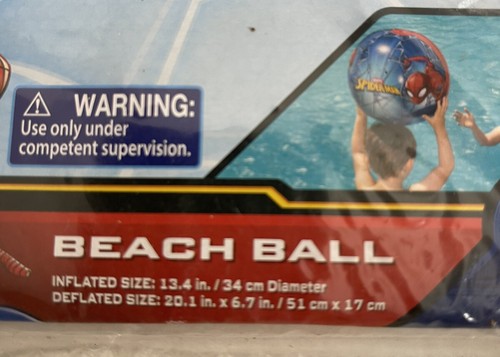 SPIDER-MAN
WARNING:
Use only under
competent supervision.
BEACH BALL
INFLATED SIZE: 13.4 in. / 34 cm Diameter
DEFLATED SIZE: 20.1 in. x 6.7 in. / 51 cm x 17 cm